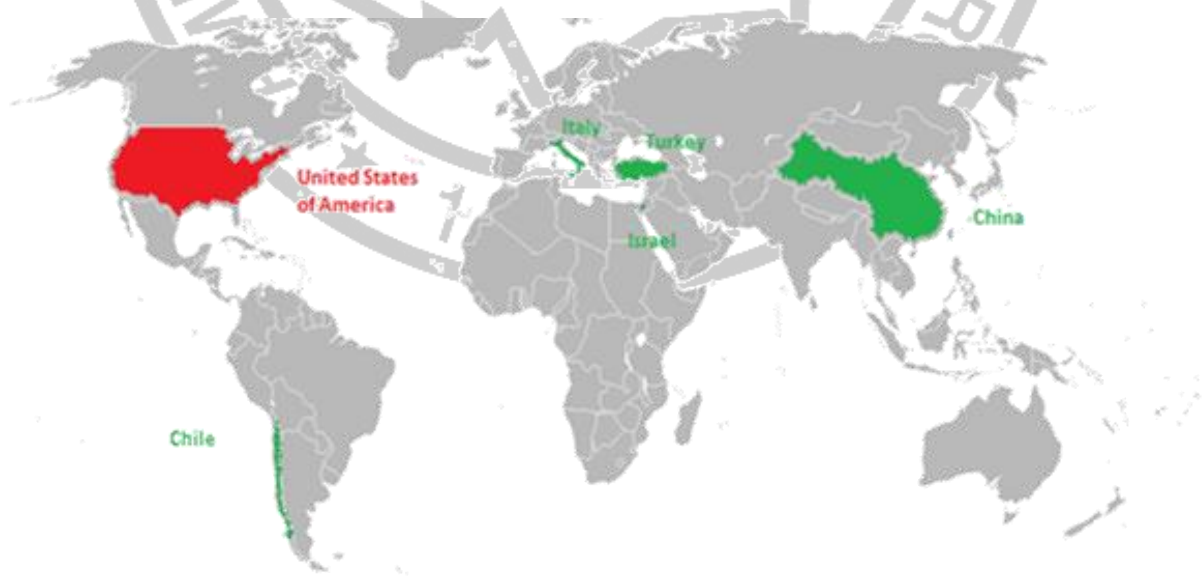 Italy
Turkey
United States
of America
China
Israel
Chile